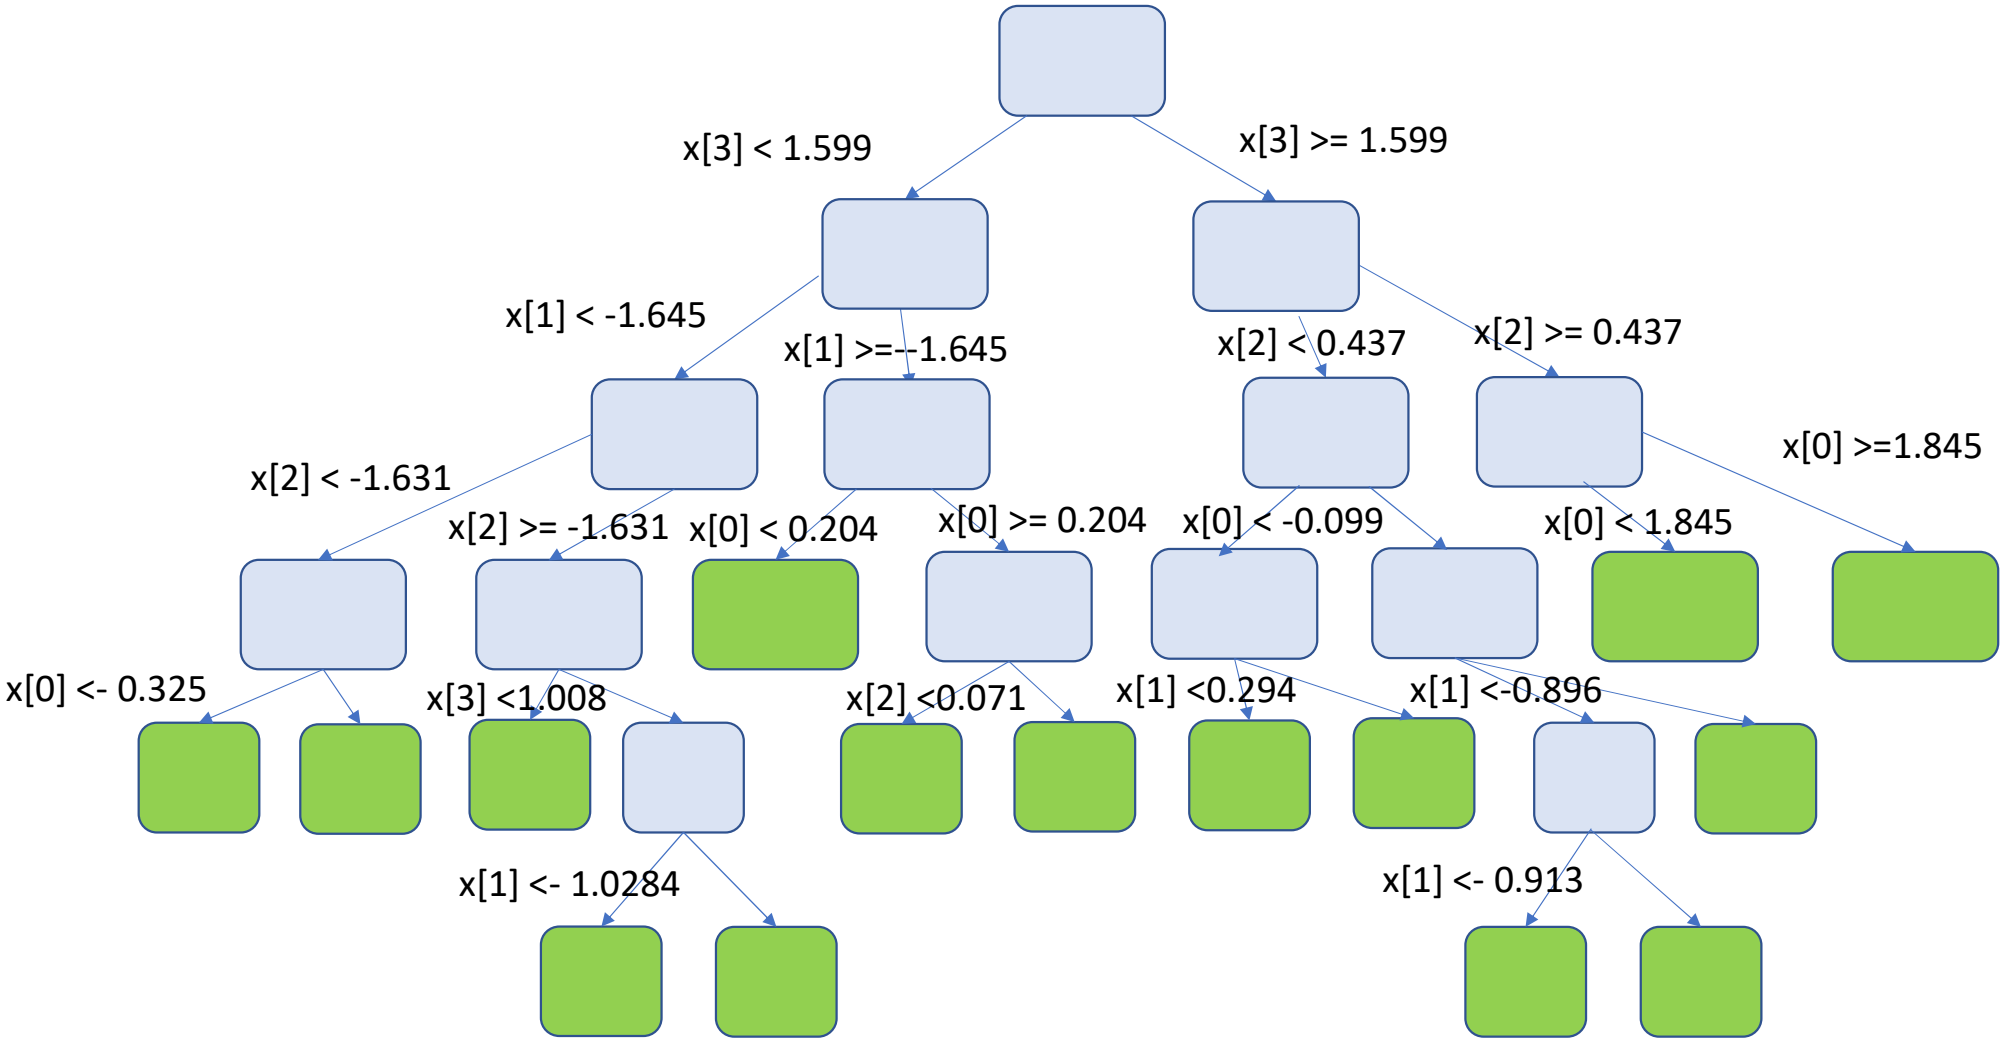 x[3] < 1.599
x[3] >= 1.599
x[1] < -1.645
x[1] >=--1.645
x[2] < 0.437
x[2] >= 0.437
x[0] >=1.845
x[2] < -1.631
x[2] >= -1.631
x[0] < 0.204
x[0] >= 0.204
x[0] < -0.099
x[0] < 1.845
x[0] <- 0.325
x[3] <1.008
x[2] <0.071
x[1] <0.294
x[1] <-0.896
x[1] <- 1.0284
x[1] <- 0.913